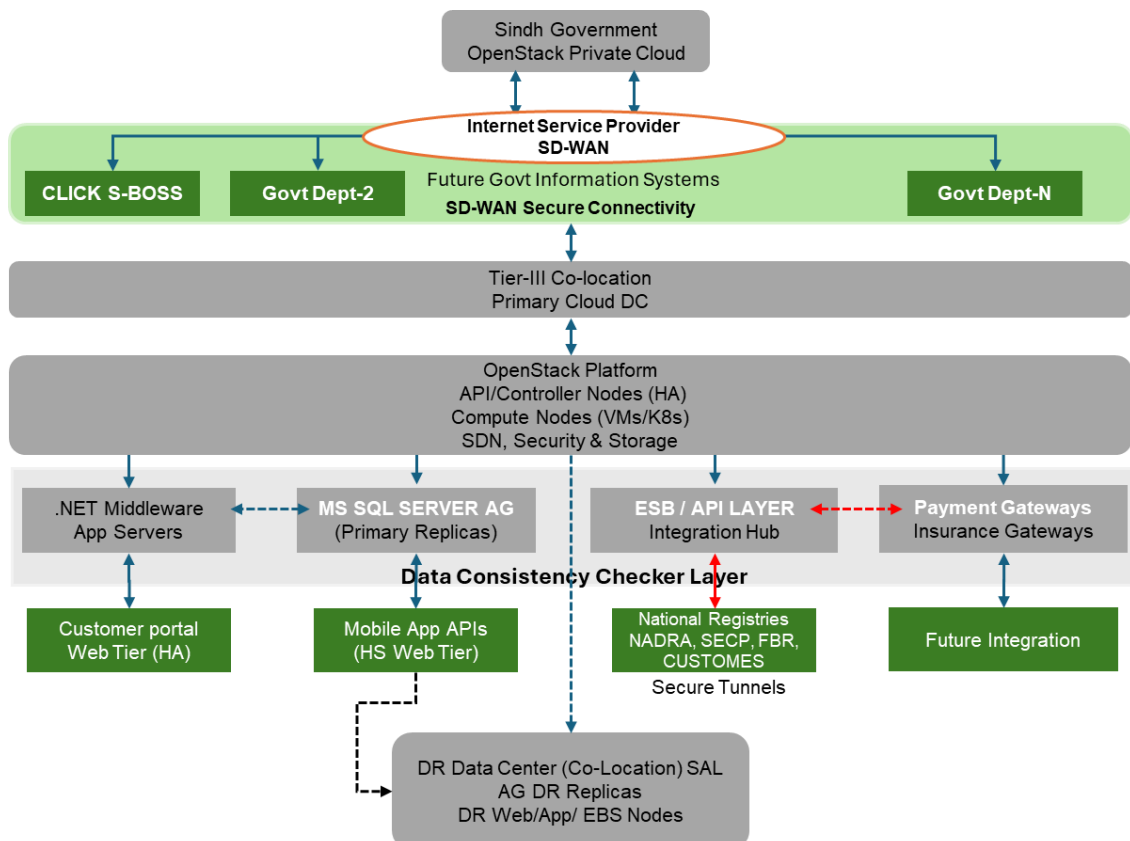 Sindh Government
OpenStack Private Cloud
Internet Service Provider
SD-WAN
CLICK S-BOSS
Govt Dept-2
Future Govt Information Systems
SD-WAN Secure Connectivity
Govt Dept-N
Tier-III Co-location
Primary Cloud DC
OpenStack Platform
API/Controller Nodes (HA)
Compute Nodes (VMs/K8s)
SDN, Security & Storage
.NET Middleware
App Servers
MS SQL SERVER AG
(Primary Replicas)
ESB / API LAYER
Integration Hub
Payment Gateways
Insurance Gateways
Data Consistency Checker Layer
Customer portal
Web Tier (HA)
Mobile App APIs
(HS Web Tier)
National Registries
NADRA, SECP, FBR,
CUSTOMES
Future Integration
Secure Tunnels
DR Data Center (Co-Location) SAL
AG DR Replicas
DR Web/App/ EBS Nodes